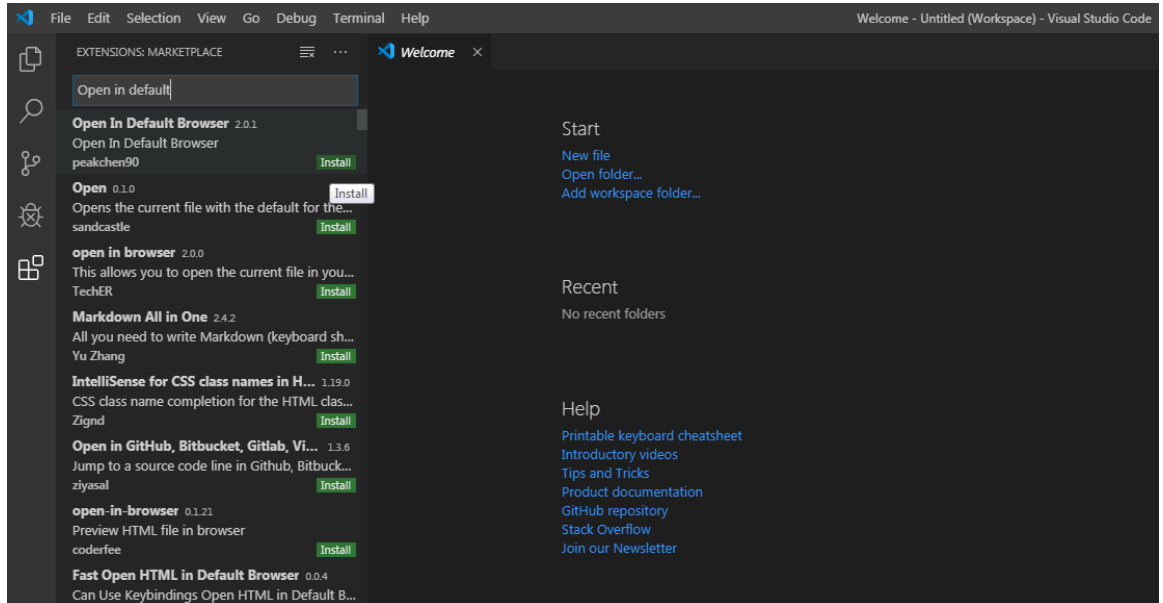 File Edit Selection View Go Debug Terminal Help
Welcome - Untitled (Workspace) - Visual Studio Code
EXTENSIONS: MARKETPLACE
Open in default
Open In Default Browser 2.0.1
Open In Default Browser
peakchen90 Install
Install
Open 0.1.0
Opens the current file with the default for the...
sandcastle Install
open in browser 2.0.0
This allows you to open the current file in you...
TechER Install
Markdown All in One 2.4.2
All you need to write Markdown (keyboard sh...
Yu Zhang Install
IntelliSense for CSS class names in H... 1.19.0
CSS class name completion for the HTML clas...
Zignd Install
Open in GitHub, Bitbucket, Gitlab, Vi... 1.3.6
Jump to a source code line in Github, Bitbuck...
ziyasal Install
open-in-browser 0.1.21
Preview HTML file in browser
coderfee Install
Fast Open HTML in Default Browser 0.0.4
Can Use Keybindings Open HTML in Default B...
Welcome
Start
New file
Open folder...
Add workspace folder...
Recent
No recent folders
Help
Printable keyboard cheatsheet
Introductory videos
Tips and Tricks
Product documentation
GitHub repository
Stack Overflow
Join our Newsletter